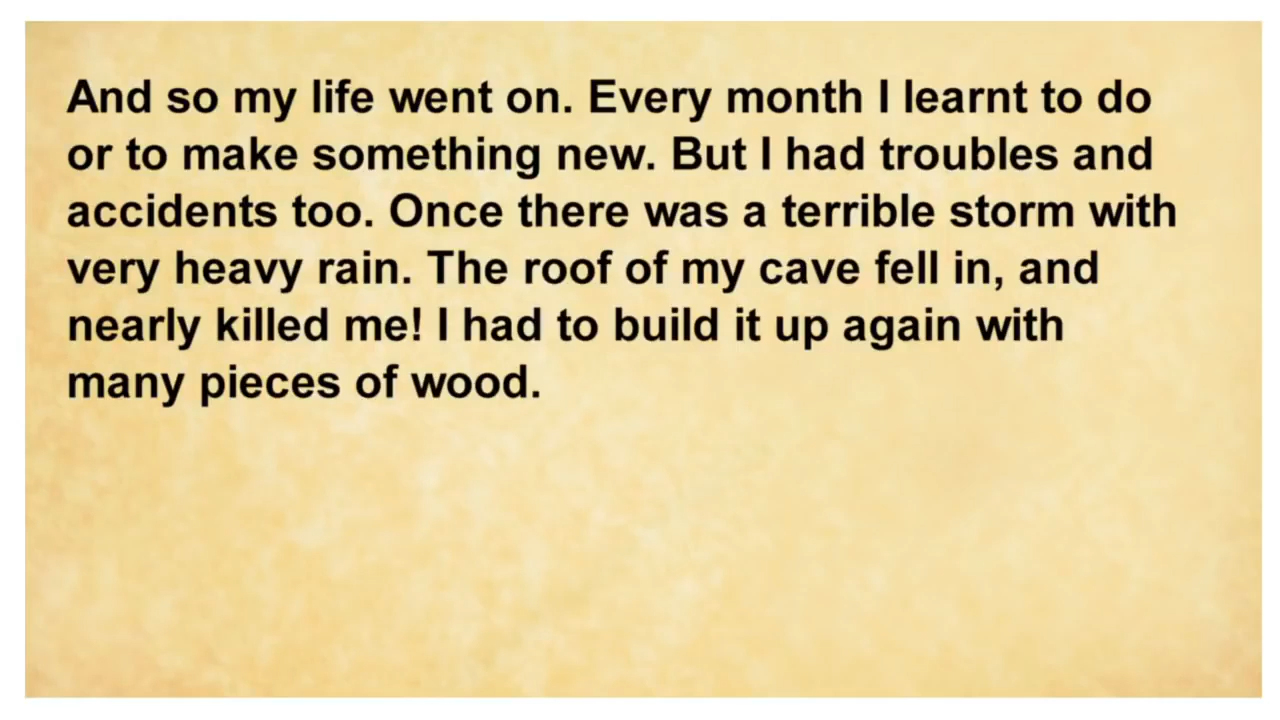 And so my life went on. Every month I learnt to do
or to make something new. But I had troubles and
accidents too. Once there was a terrible storm with
very heavy rain. The roof of my cave fell in, and
nearly killed me! I had to build it up again with
many pieces of wood.